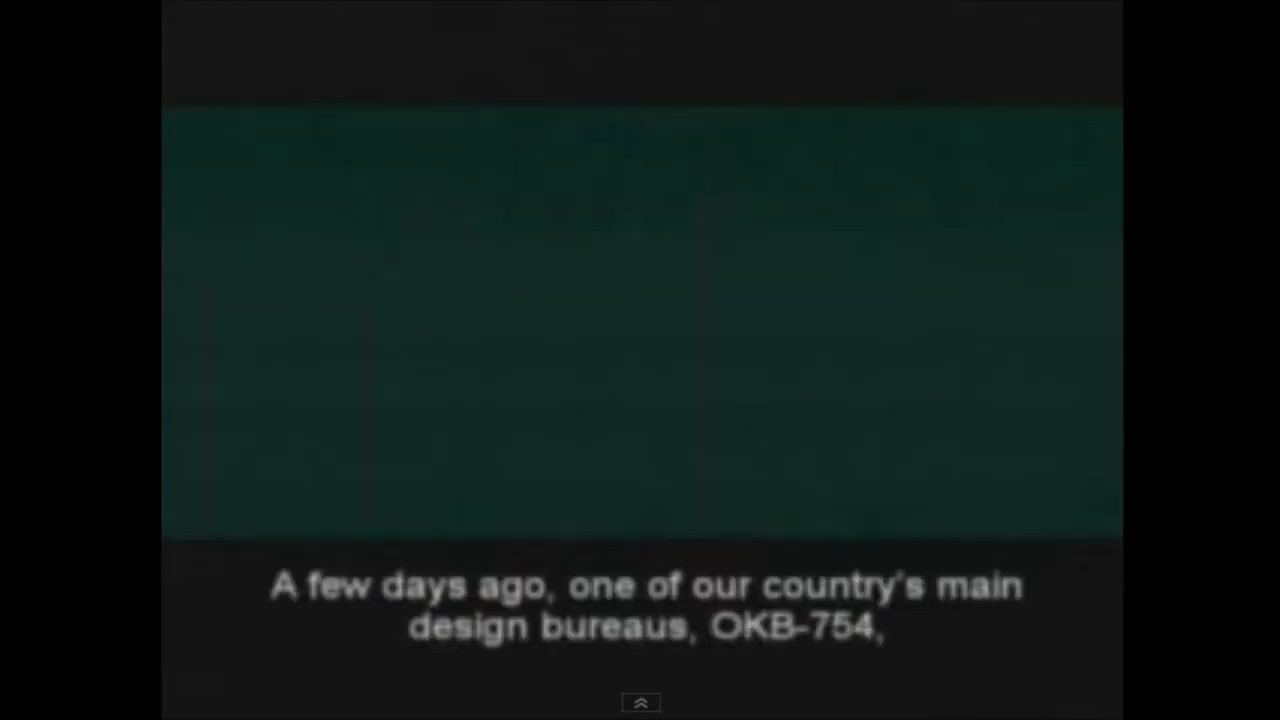 A few days ago, one of our country's main
design bureaus, OKB-754,